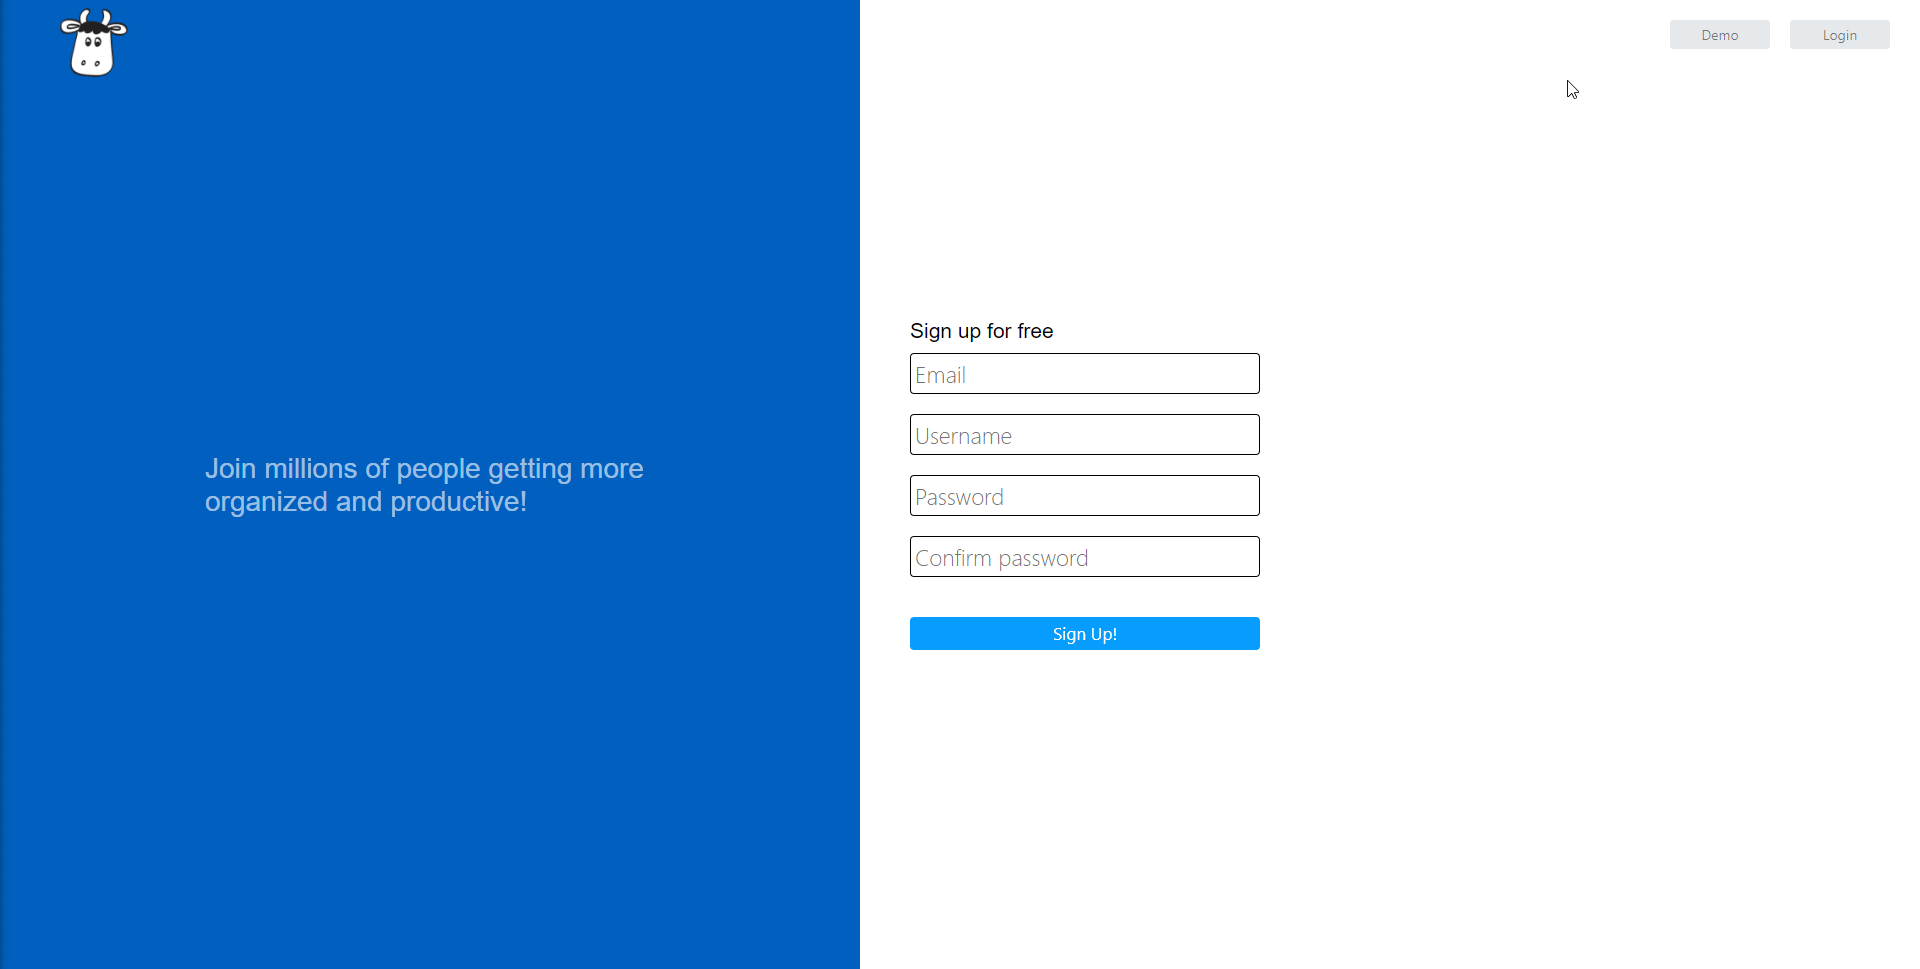 Demo
Login
Join millions of people getting more
organized and productive!
Sign up for free
Email
Username
Password
Confirm password
Sign Up!